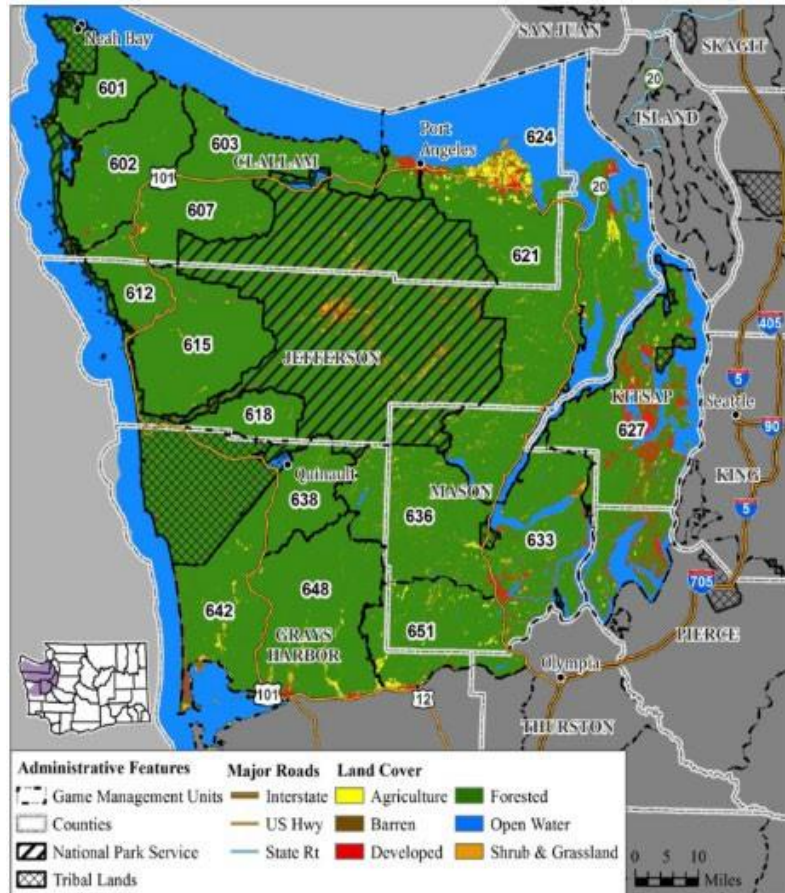 SAN JUAN
SKAGIT
Neah Bay
20
601
ISLAND
603
Port
Angeles
624
CLALLAM
602
101
20
607
621
612
405
615
JEFFERSON
5
KITSAP
Seattle
90
618
627
Quinault
KING
MASON
638
636
5
633
705
648
642
651
PIERCE
GRAYS
HARBOR
Olympia
101
12
THURSTON
Administrative Features
Game Management Units
Counties
National Park Service
Tribal Lands
Major Roads
Interstate
US Hwy
State Rt
Land Cover
Agriculture
Barren
Developed
Forested
Open Water
Shrub & Grassland
0 5 10
Miles